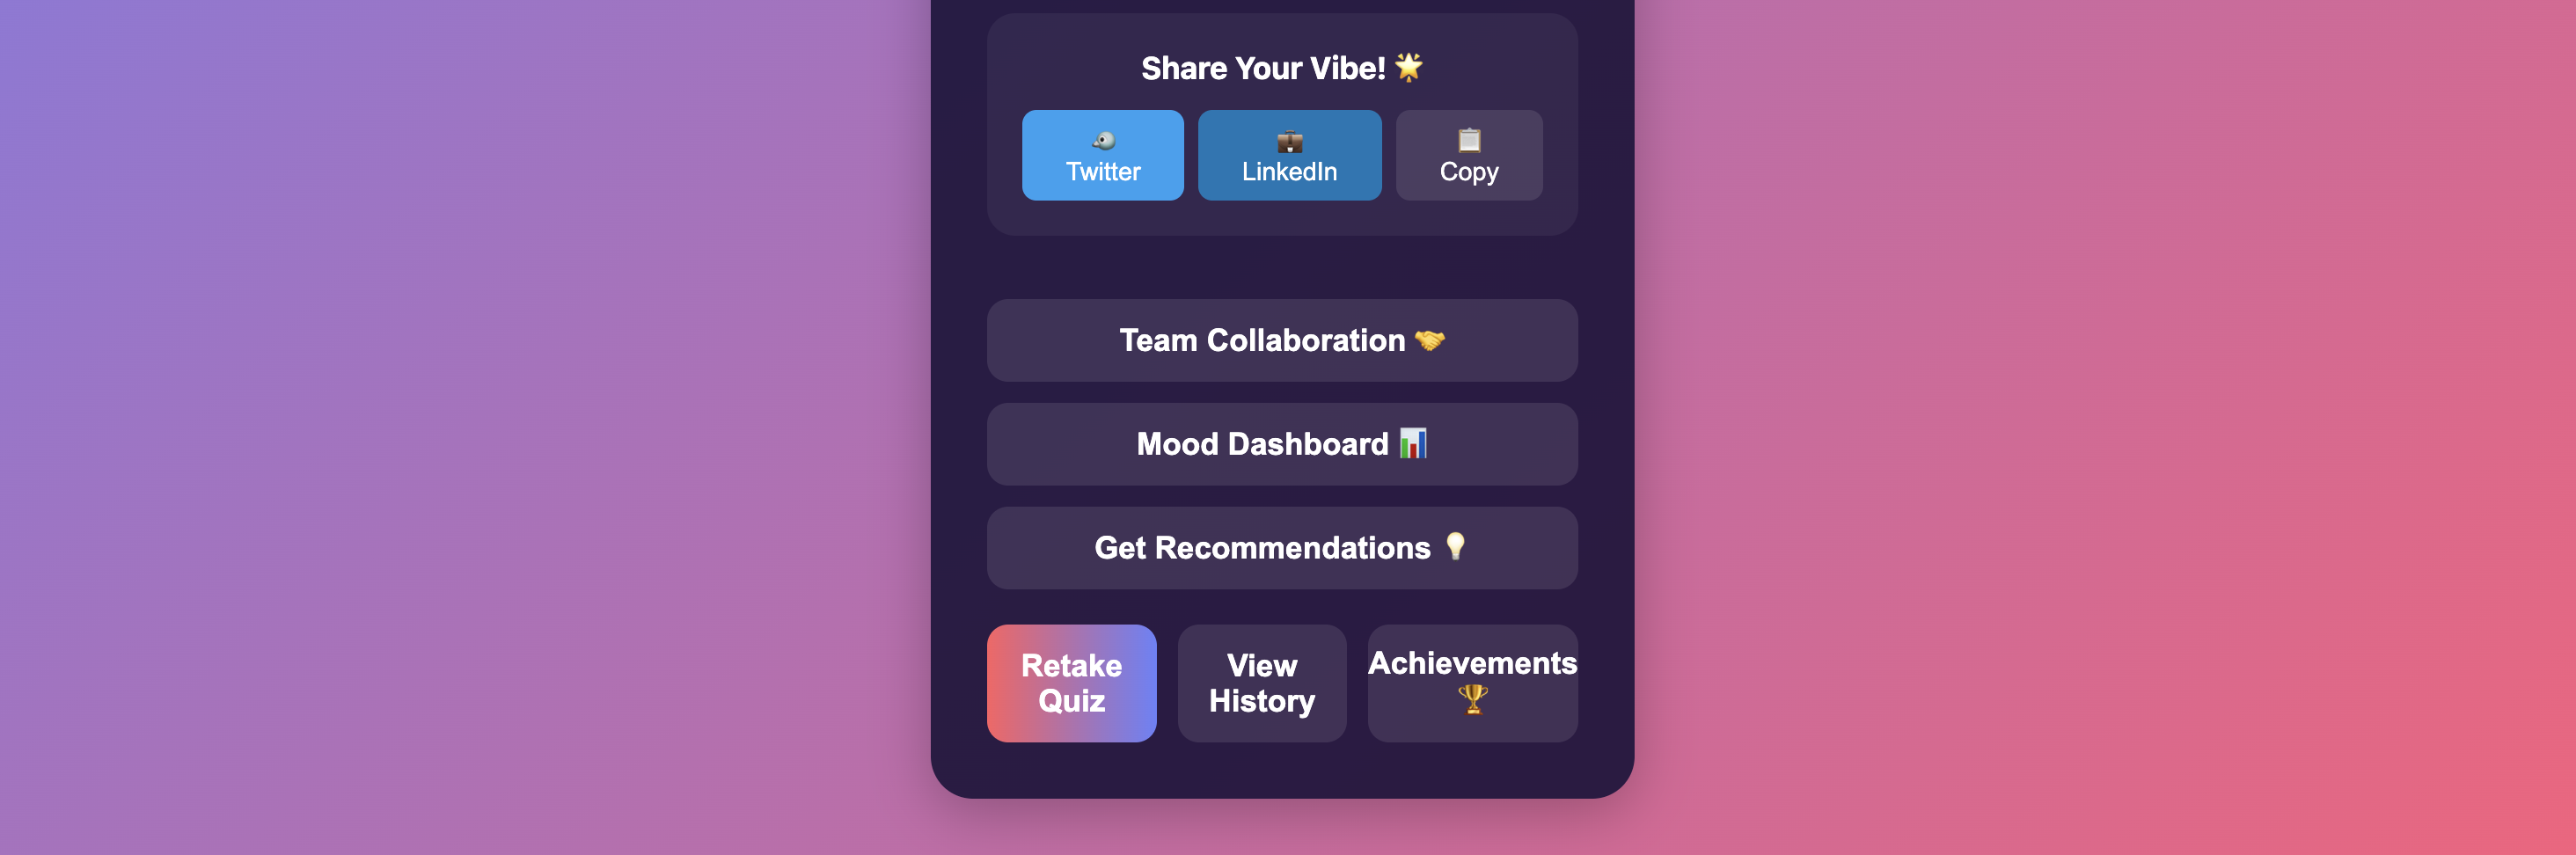 Share Your Vibe! 🌟
🐦
Twitter
💼
LinkedIn
📋
Copy
Team Collaboration 🤝
Mood Dashboard 📊
Get Recommendations 💡
Retake
Quiz
View
History
Achievements
🏆